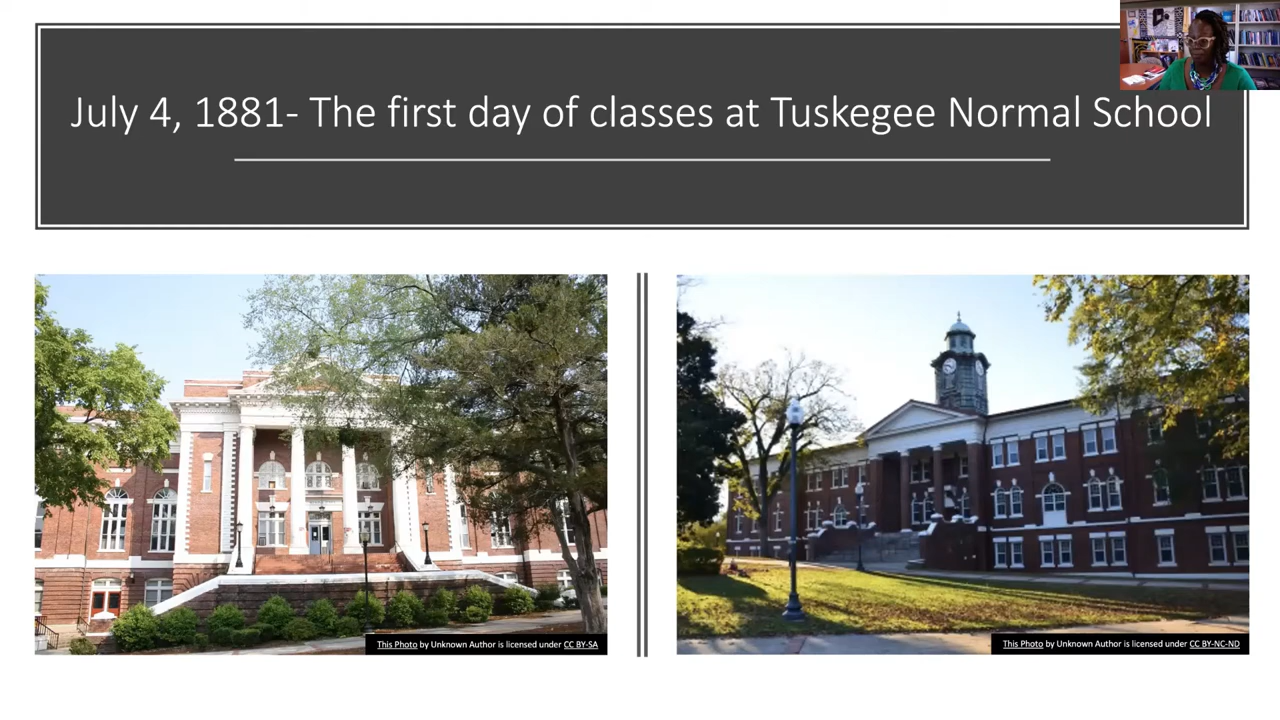 July 4, 1881- The first day of classes at Tuskegee Normal School
This Photo by Unknown Author is licensed under CC BY-SA
This Photo by Unknown Author is licensed under CC BY-NC-ND